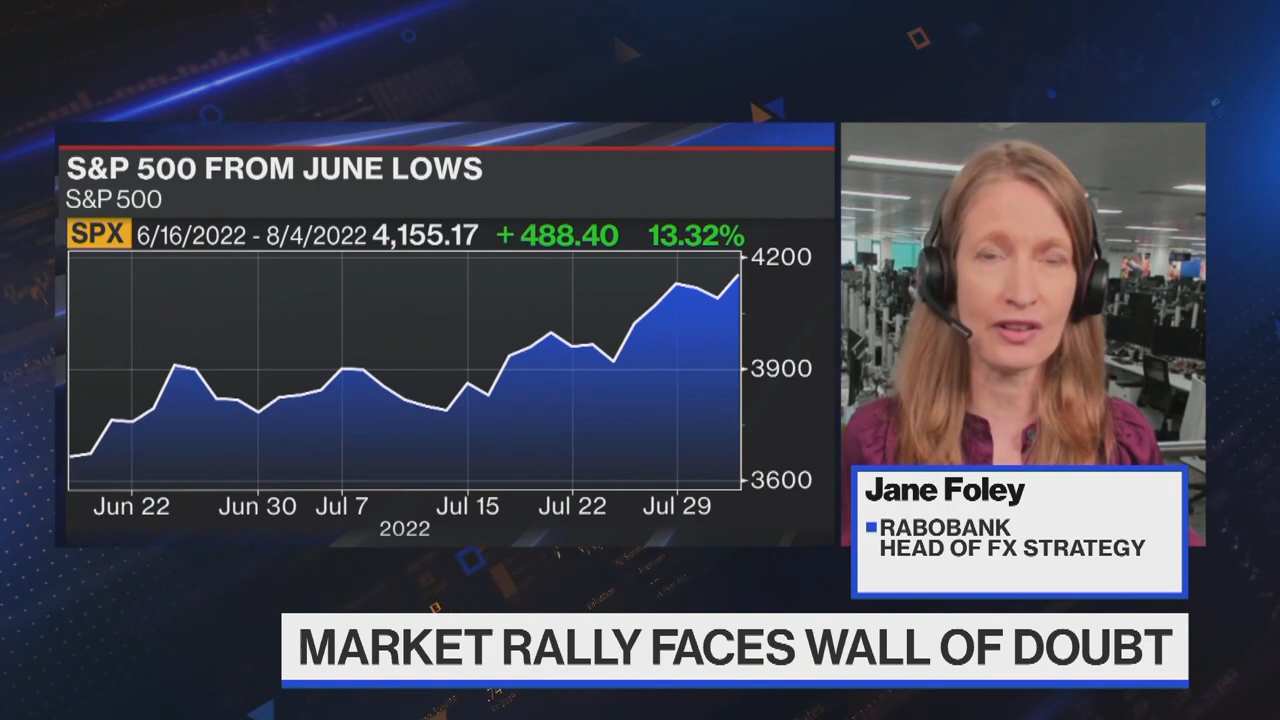 S&P 500 FROM JUNE LOWS
S&P 500
SPX 6/16/2022 - 8/4/2022 4,155.17 +488.40 13.32%
4200
3900
3600
Jun 22 Jun 30 Jul 7 Jul 15 Jul 22 Jul 29
2022
Jane Foley
RABOBANK
HEAD OF FX STRATEGY
MARKET RALLY FACES WALL OF DOUBT